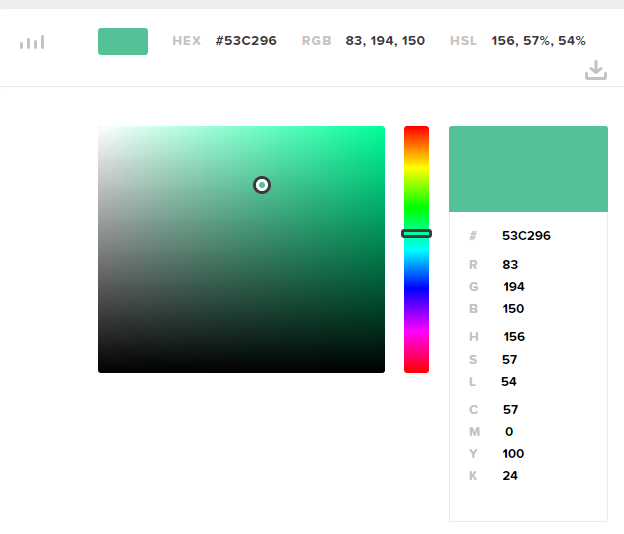 HEX #53C296 RGB 83, 194, 150 HSL 156, 57%, 54%
# 53C296
R 83
G 194
B 150
H 156
S 57
L 54
C 57
M 0
Y 100
K 24